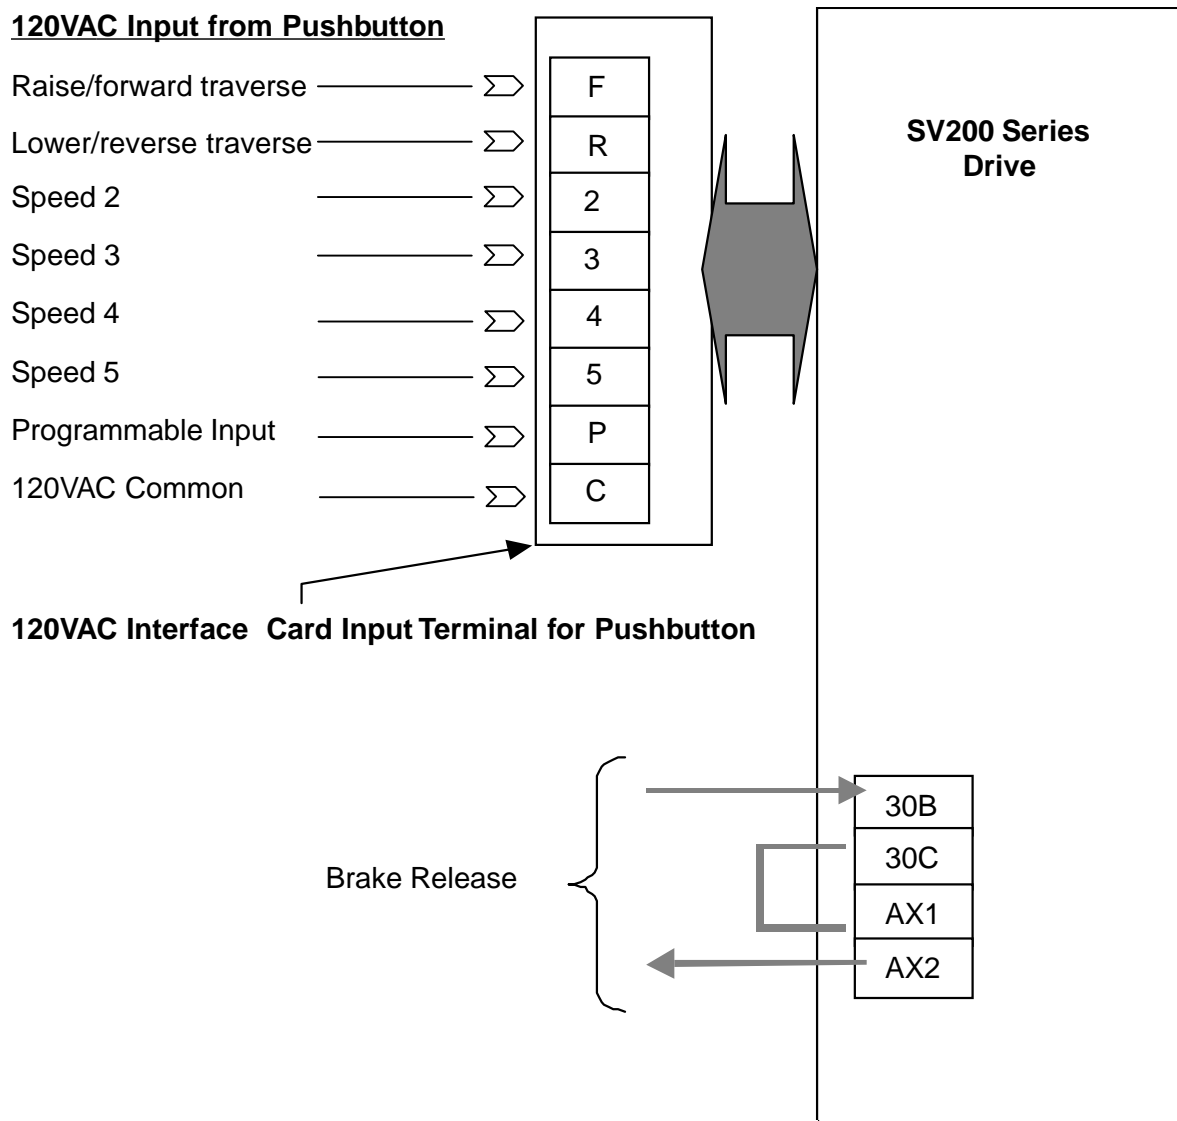 120VAC Input from Pushbutton
Raise/forward traverse
F
Lower/reverse traverse
R
Speed 2
2
Speed 3
3
Speed 4
4
Speed 5
5
Programmable Input
P
120VAC Common
C
120VAC Interface Card Input Terminal for Pushbutton
SV200 Series
Drive
Brake Release
30B
30C
AX1
AX2